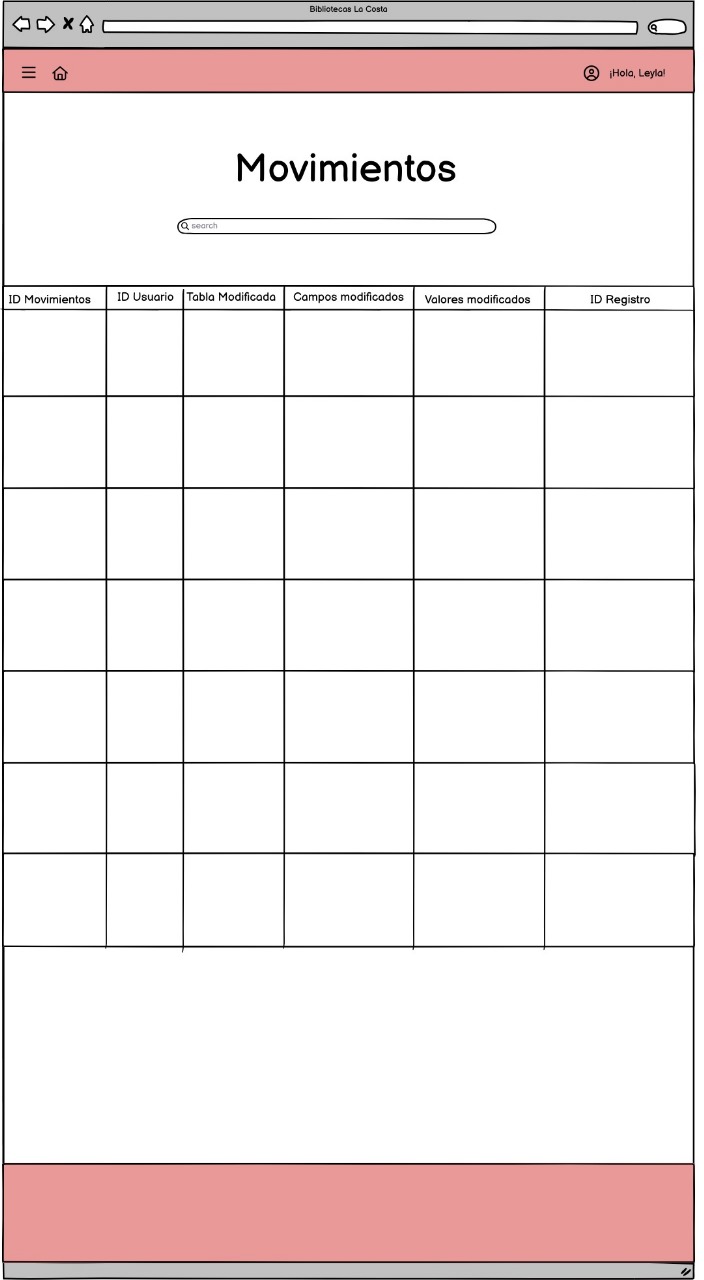 Bibliotecas La Costa
¡Hola, Leyla!
Movimientos
search
ID Movimientos ID Usuario Tabla Modificada Campos modificados Valores modificados ID Registro